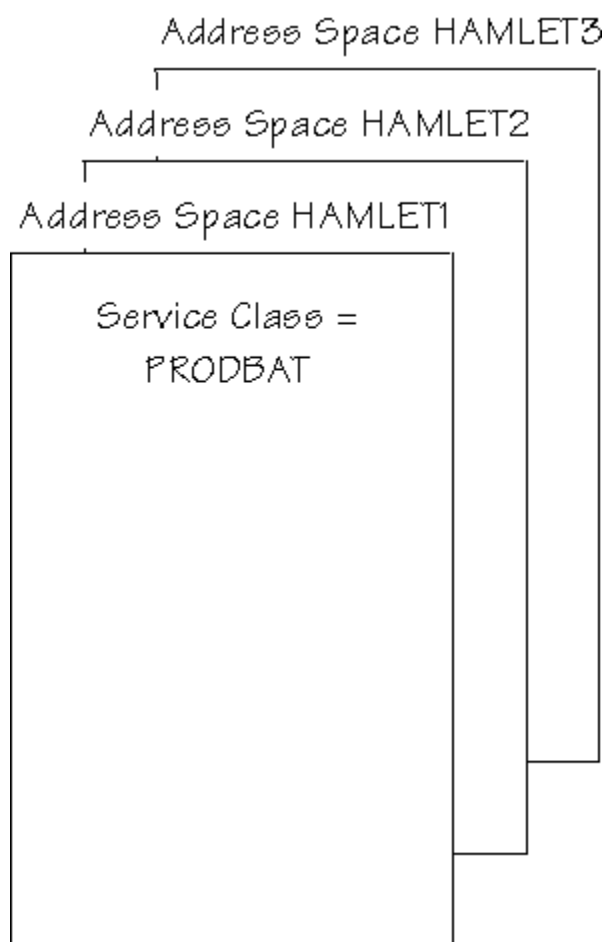 Address Space HAMLET3
Address Space HAMLET2
Address Space HAMLET1
Service Class =
PRODBAT